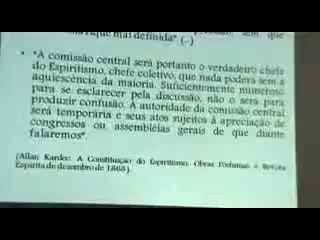 mal definida" (...)
• "A comissão central será portanto o verdadeiro chefe
do Espiritismo, chefe coletivo, que nada poderá sem a
aquiescência da maioria. Suficientemente numeroso
para se esclarecer pela discussão, não o será para
produzir confusão. A autoridade da comissão central
será temporária e seus atos sujeitos à apreciação de
congressos ou assembléias gerais de que diante
falaremos".
(Allan Kardec: A Constituição do Espiritismo. Obras Póstumas e Revista
Espírita de dezembro de 1868).